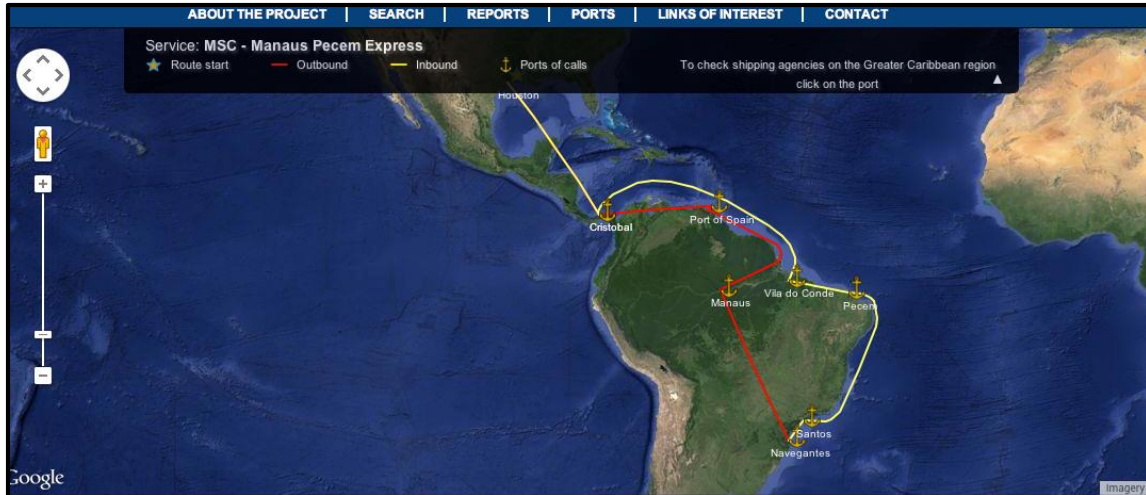 ABOUT THE PROJECT | SEARCH | REPORTS | PORTS | LINKS OF INTEREST | CONTACT
Service: MSC - Manaus Pecem Express
Route start Outbound Inbound Ports of calls
To check shipping agencies on the Greater Caribbean region
click on the port
Houston
Cristobal
Port of Spain
Manaus
Vila do Conde
Pecem
Santos
Navegantes
Google
Imagery